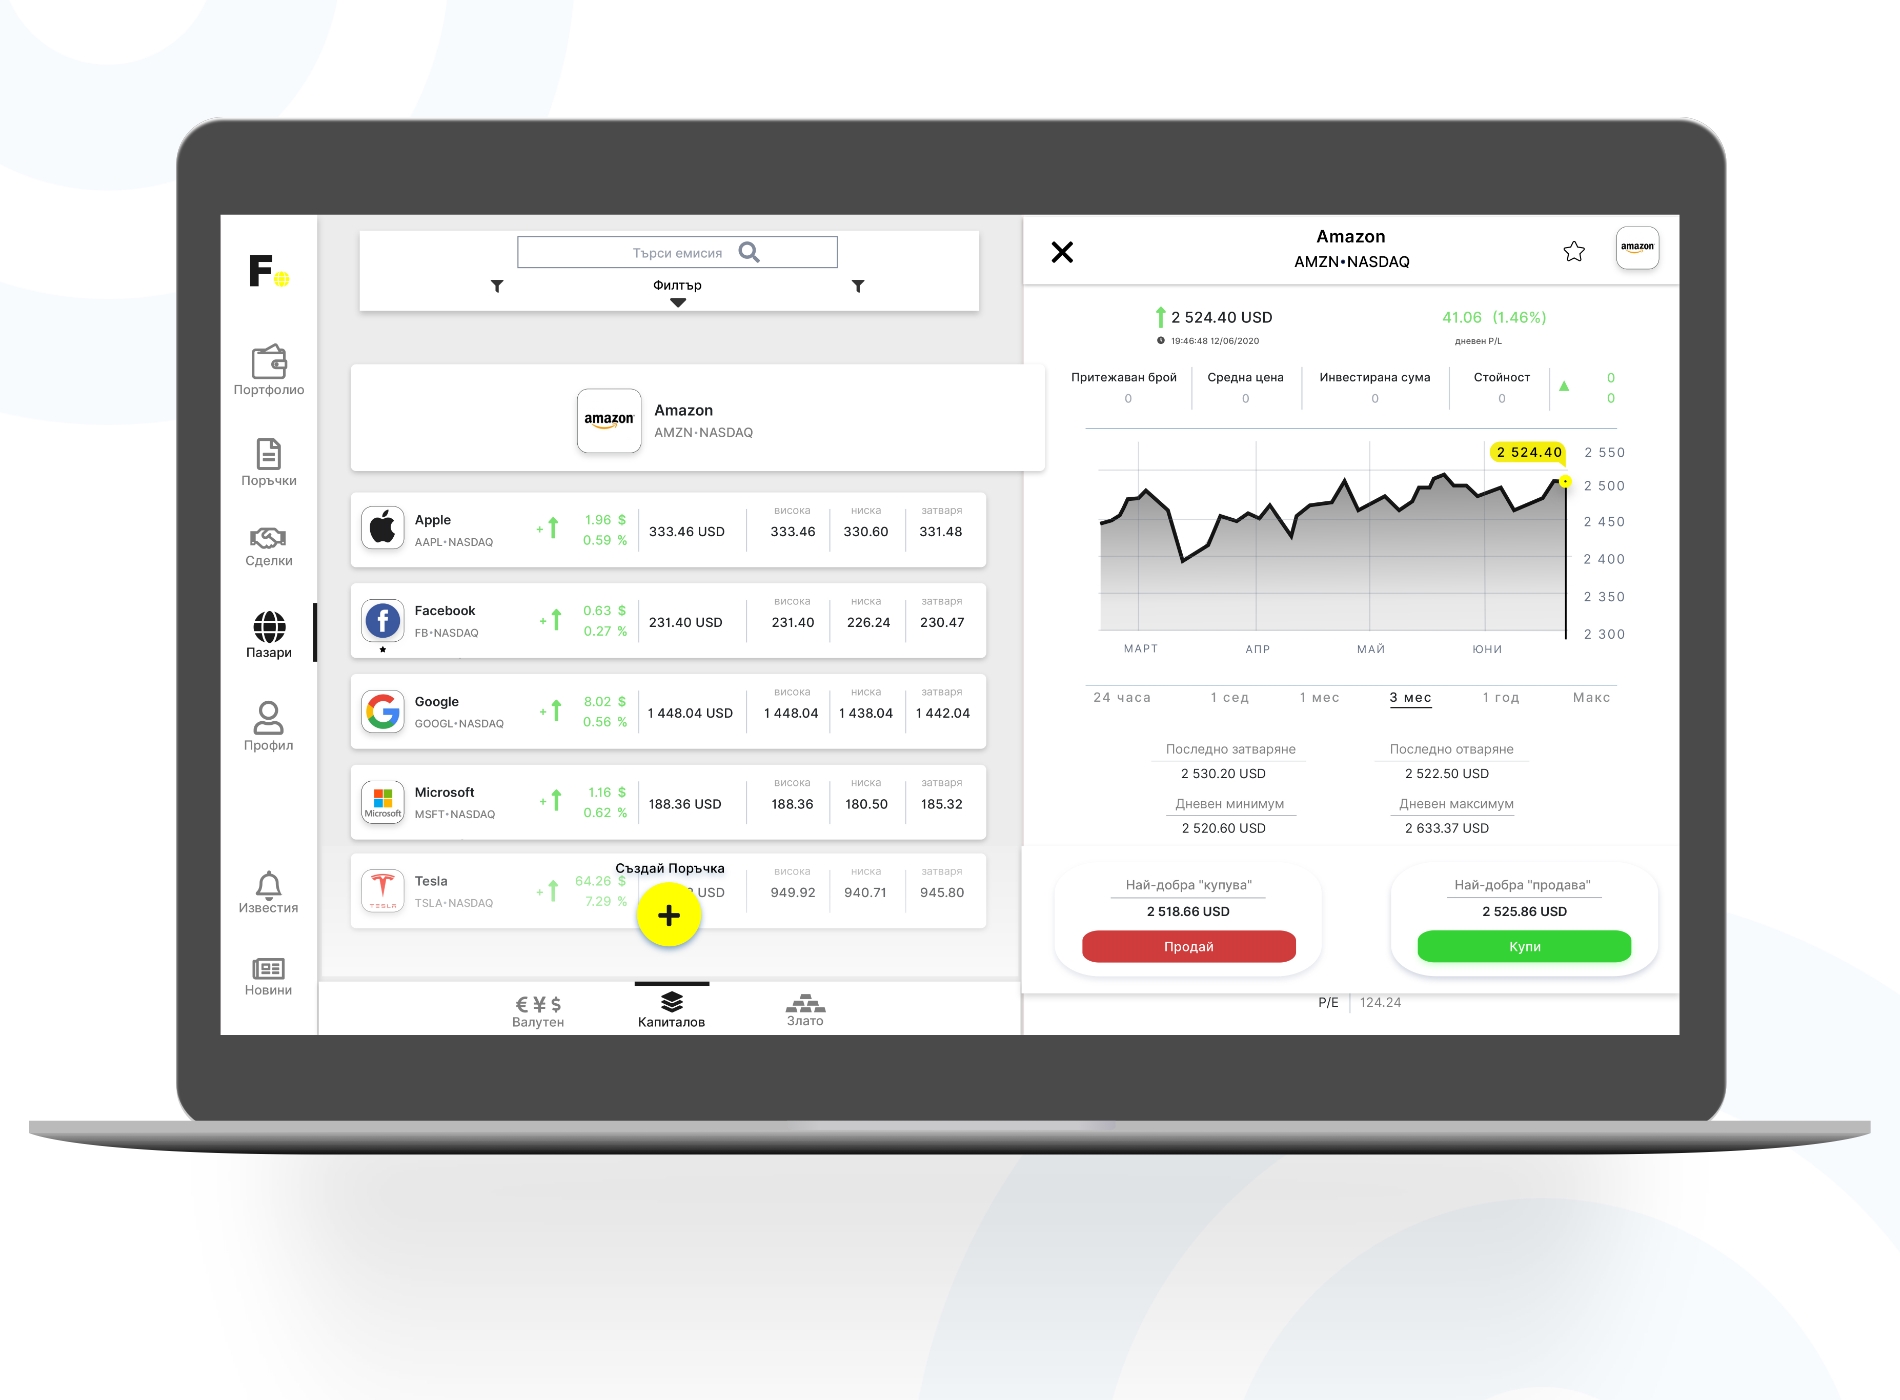 F
Портфолио
Поръчки
Сделки
Пазари
Профил
Известия
Новини
Търси емисия
Филтър
amazon
Amazon
AMZN•NASDAQ
Apple
AAPL•NASDAQ
+ 1.96 $
0.59 %
333.46 USD
висока
333.46
ниска
330.60
затваря
331.48
Facebook
FB•NASDAQ
+ 0.63 $
0.27 %
231.40 USD
висока
231.40
ниска
226.24
затваря
230.47
Google
GOOGL•NASDAQ
+ 8.02 $
0.56 %
1 448.04 USD
висока
1 448.04
ниска
1 438.04
затваря
1 442.04
Microsoft
Microsoft
MSFT•NASDAQ
+ 1.16 $
0.62 %
188.36 USD
висока
188.36
ниска
180.50
затваря
185.32
TESLA
Tesla
TSLA•NASDAQ
+ 64.26 $
7.29 %
USD
висока
949.92
ниска
940.71
затваря
945.80
Създай Поръчка
+
€ ¥ $
Валутен
Капиталов
Злато
Amazon
AMZN•NASDAQ
amazon
2 524.40 USD
19:46:48 12/06/2020
41.06 (1.46%)
дневен P/L
Притежаван брой
0
Средна цена
0
Инвестирана сума
0
Стойност
0
0
0
2 524.40
2 550
2 500
2 450
2 400
2 350
2 300
МАРТ АПР МАЙ ЮНИ
24 часа 1 сед 1 мес 3 мес 1 год Макс
Последно затваряне
2 530.20 USD
Последно отваряне
2 522.50 USD
Дневен минимум
2 520.60 USD
Дневен максимум
2 633.37 USD
Най-добра "купува"
2 518.66 USD
Продай
Най-добра "продава"
2 525.86 USD
Купи
P/E 124.24